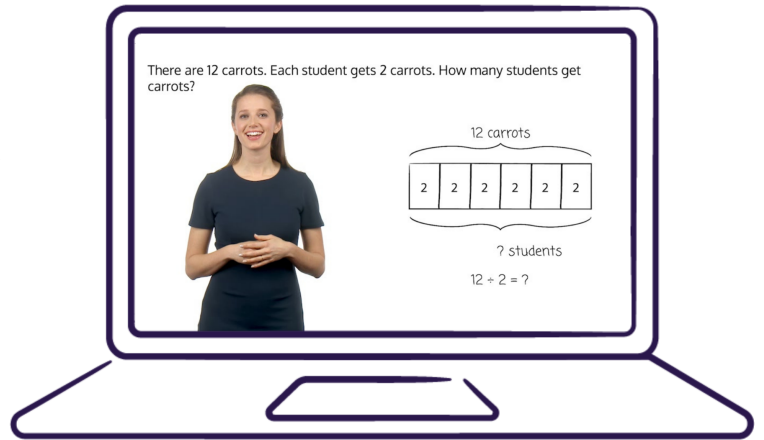 There are 12 carrots. Each student gets 2 carrots. How many students get
carrots?
12 carrots
2 2 2 2 2 2
? students
12 ÷ 2 = ?